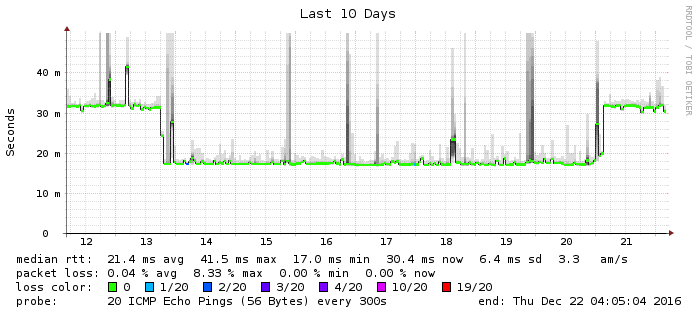 Last 10 Days
RRDTOOL / TOBI OETIKER
Seconds
40 m
30 m
20 m
10 m
0
12 13 14 15 16 17 18 19 20 21
median rtt: 21.4 ms avg 41.5 ms max 17.0 ms min 30.4 ms now 6.4 ms sd 3.3 am/s
packet loss: 0.04 % avg 8.33 % max 0.00 % min 0.00 % now
loss color: 0 1/20 2/20 3/20 4/20 10/20 19/20
probe: 20 ICMP Echo Pings (56 Bytes) every 300s end: Thu Dec 22 04:05:04 2016